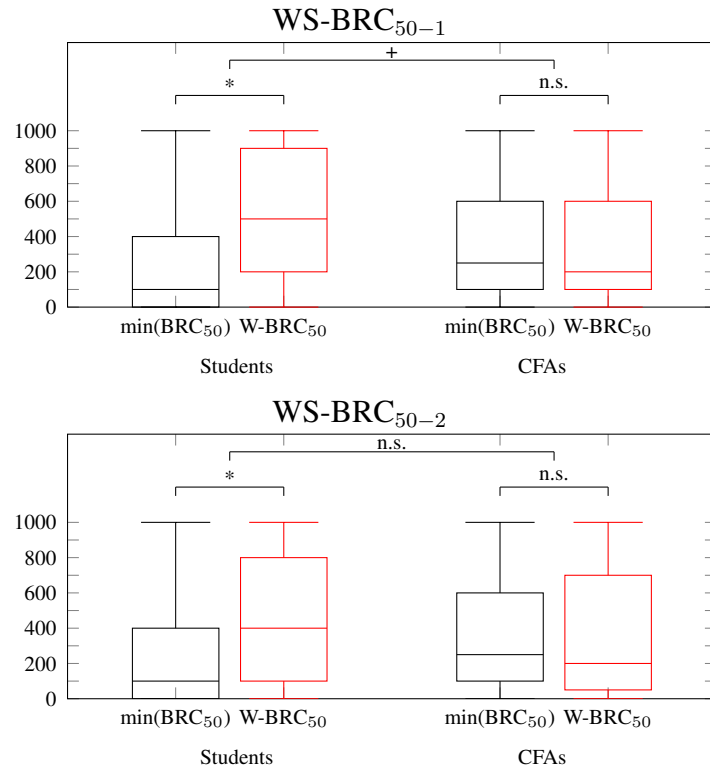 WS-BRC₅₀₋₁
+
* n.s.
1000
800
600
400
200
0
min(BRC₅₀) W-BRC₅₀ min(BRC₅₀) W-BRC₅₀
Students CFAs
WS-BRC₅₀₋₂
n.s.
* n.s.
1000
800
600
400
200
0
min(BRC₅₀) W-BRC₅₀ min(BRC₅₀) W-BRC₅₀
Students CFAs